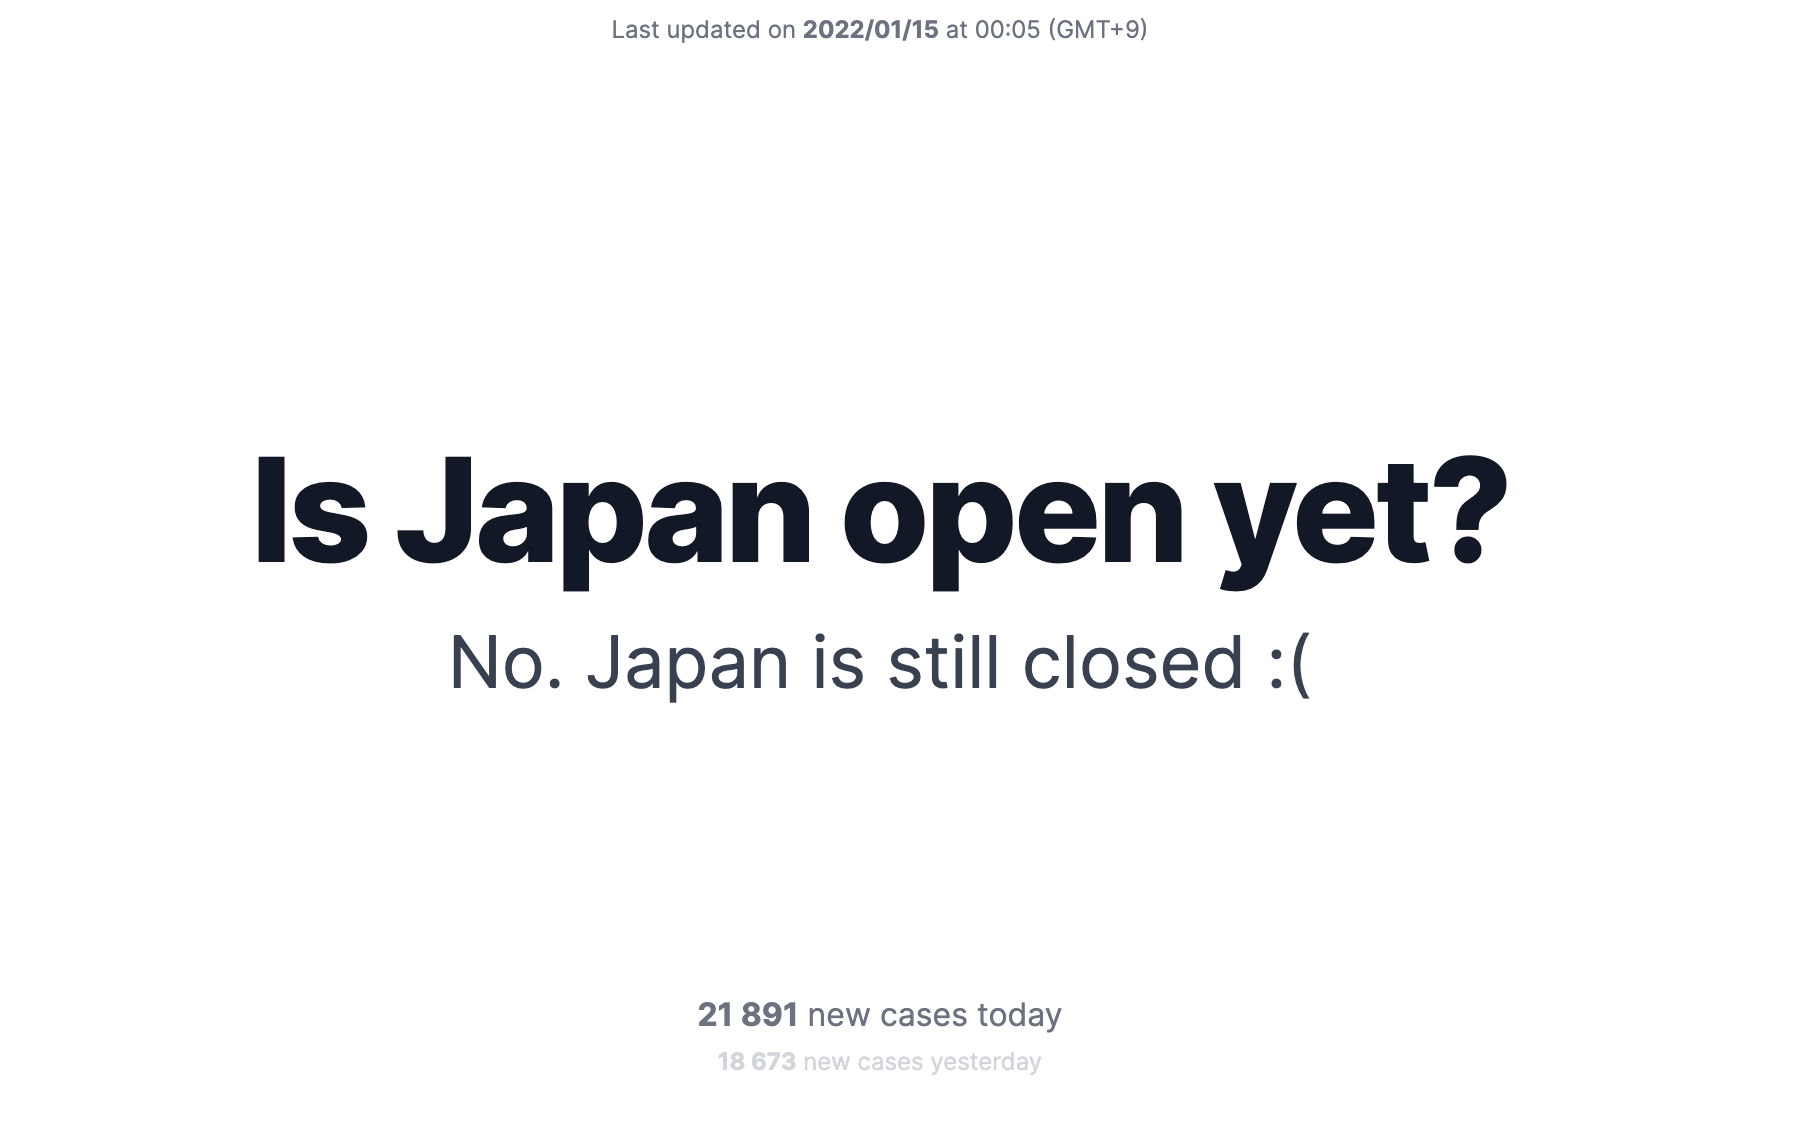 Last updated on 2022/01/15 at 00:05 (GMT+9)
Is Japan open yet?
No. Japan is still closed :(
21 891 new cases today
18 673 new cases yesterday